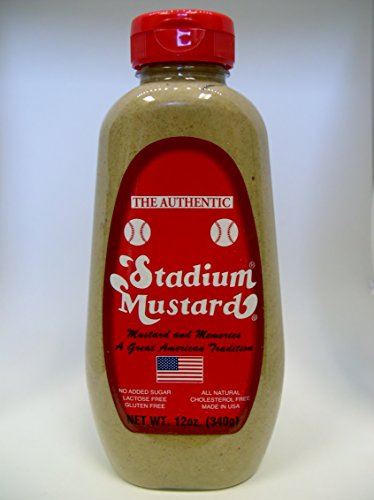 THE AUTHENTIC
Stadium®
Mustard®
Mustard and Memories
A Great American Tradition
NO ADDED SUGAR
LACTOSE FREE
GLUTEN FREE
ALL NATURAL
CHOLESTEROL FREE
MADE IN USA
NET WT. 12oz. (340g)